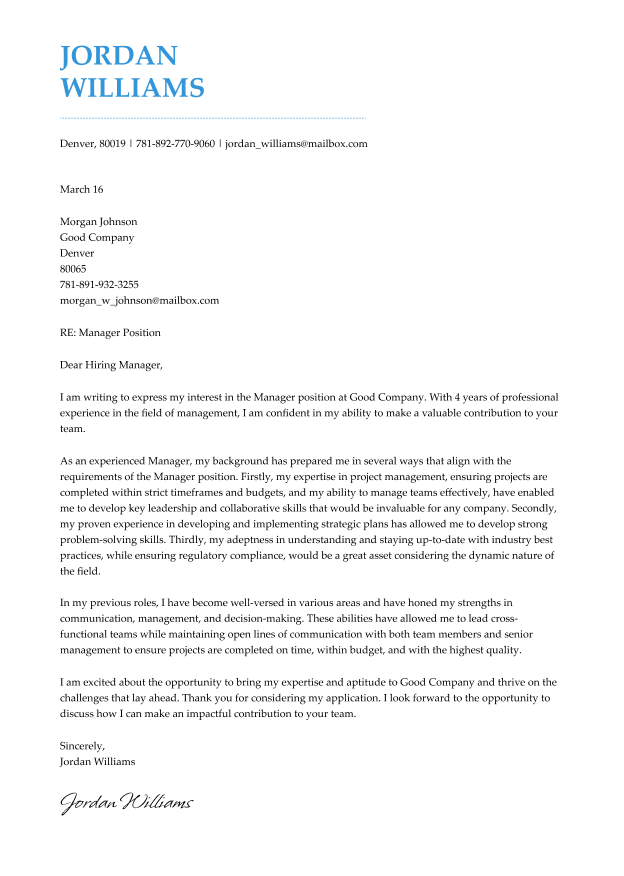 JORDAN
WILLIAMS
Denver, 80019 | 781-892-770-9060 | jordan_williams@mailbox.com
March 16
Morgan Johnson
Good Company
Denver
80065
781-891-932-3255
morgan_w_johnson@mailbox.com
RE: Manager Position
Dear Hiring Manager,
I am writing to express my interest in the Manager position at Good Company. With 4 years of professional
experience in the field of management, I am confident in my ability to make a valuable contribution to your
team.
As an experienced Manager, my background has prepared me in several ways that align with the
requirements of the Manager position. Firstly, my expertise in project management, ensuring projects are
completed within strict timeframes and budgets, and my ability to manage teams effectively, have enabled
me to develop key leadership and collaborative skills that would be invaluable for any company. Secondly,
my proven experience in developing and implementing strategic plans has allowed me to develop strong
problem-solving skills. Thirdly, my adeptness in understanding and staying up-to-date with industry best
practices, while ensuring regulatory compliance, would be a great asset considering the dynamic nature of
the field.
In my previous roles, I have become well-versed in various areas and have honed my strengths in
communication, management, and decision-making. These abilities have allowed me to lead cross-
functional teams while maintaining open lines of communication with both team members and senior
management to ensure projects are completed on time, within budget, and with the highest quality.
I am excited about the opportunity to bring my expertise and aptitude to Good Company and thrive on the
challenges that lay ahead. Thank you for considering my application. I look forward to the opportunity to
discuss how I can make an impactful contribution to your team.
Sincerely,
Jordan Williams
Jordan Williams